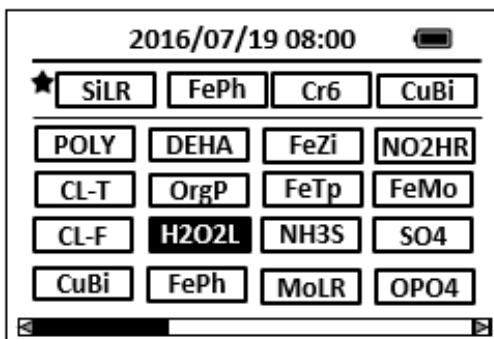 2016/07/19 08:00
SiLR FePh Cr6 CuBi
POLY DEHA FeZi NO2HR
CL-T OrgP FeTp FeMo
CL-F H2O2L NH3S SO4
CuBi FePh MoLR OPO4